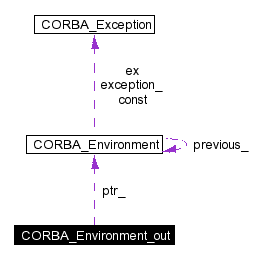 CORBA_Exception
ex
exception_
const
CORBA_Environment
previous_
ptr_
CORBA_Environment_out